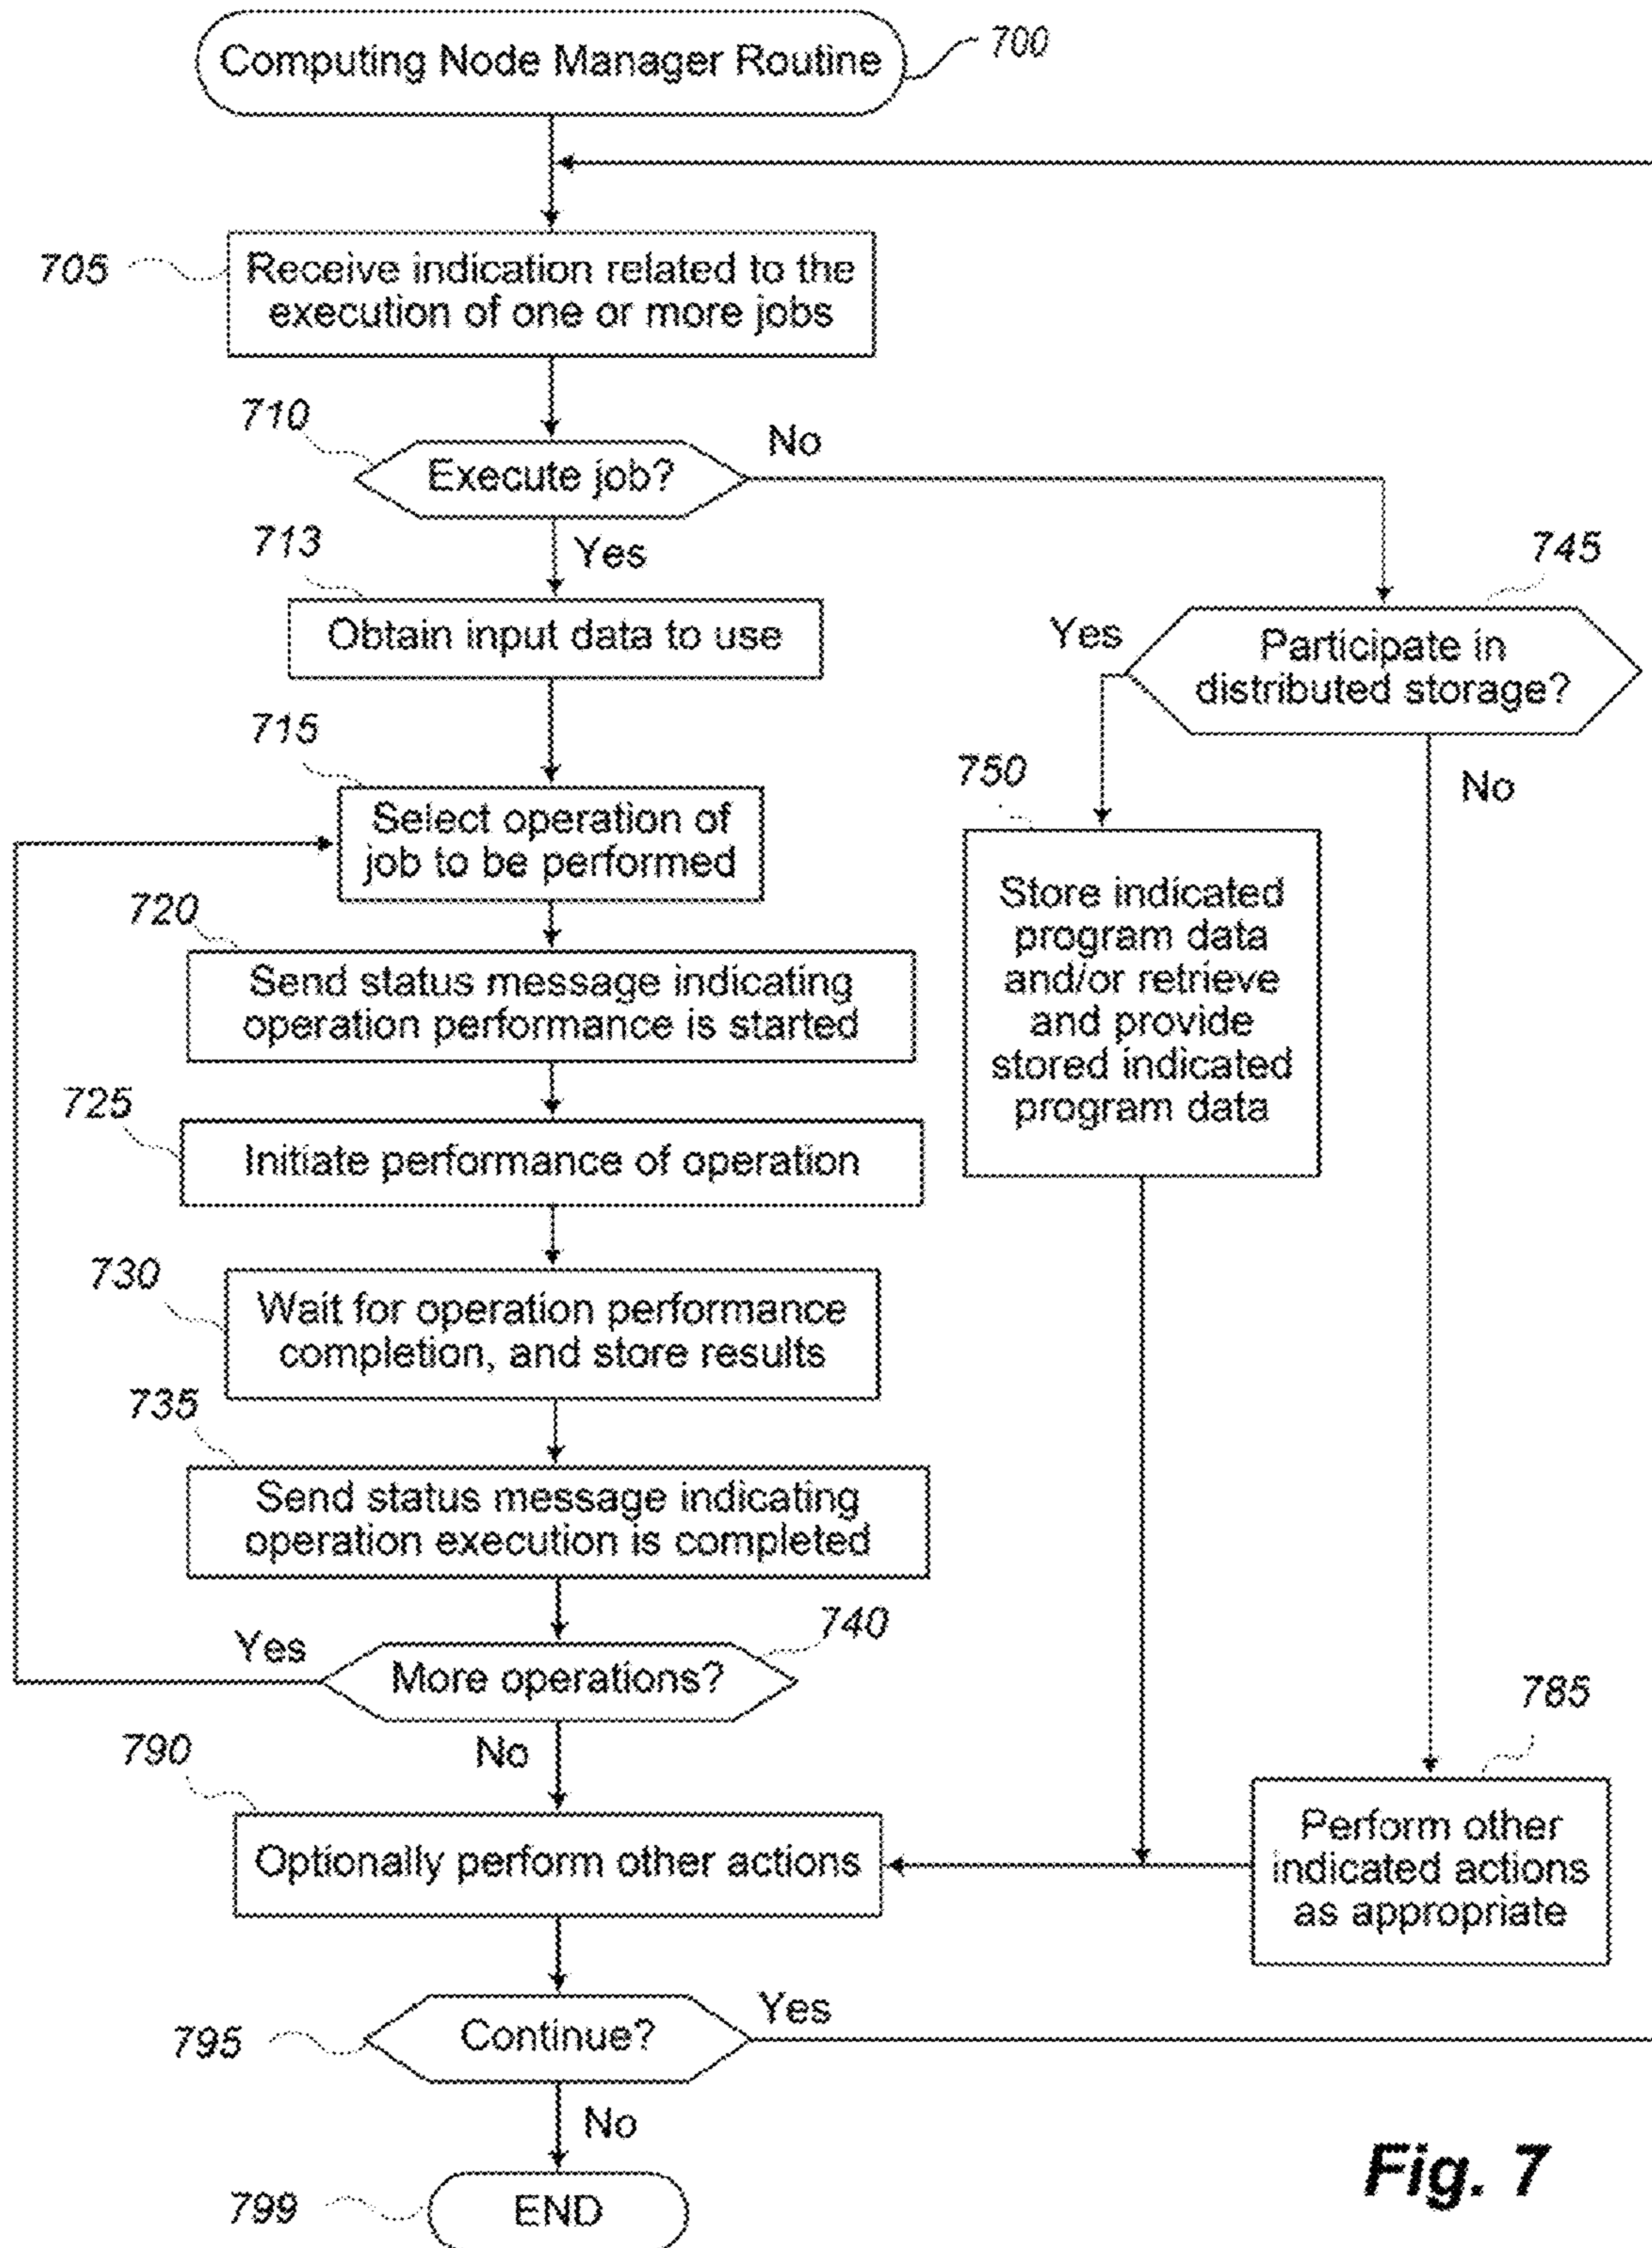 Computing Node Manager Routine
700
705
Receive indication related to the
execution of one or more jobs
710
Execute job?
No
713
Yes
Obtain input data to use
745
Participate in
distributed storage?
Yes
No
715
Select operation of
job to be performed
750
Store indicated
program data
and/or retrieve
and provide
stored indicated
program data
720
Send status message indicating
operation performance is started
725
Initiate performance of operation
730
Wait for operation performance
completion, and store results
735
Send status message indicating
operation execution is completed
740
More operations?
Yes
No
785
Perform other
indicated actions
as appropriate
790
Optionally perform other actions
795
Continue?
Yes
No
799
END
Fig. 7